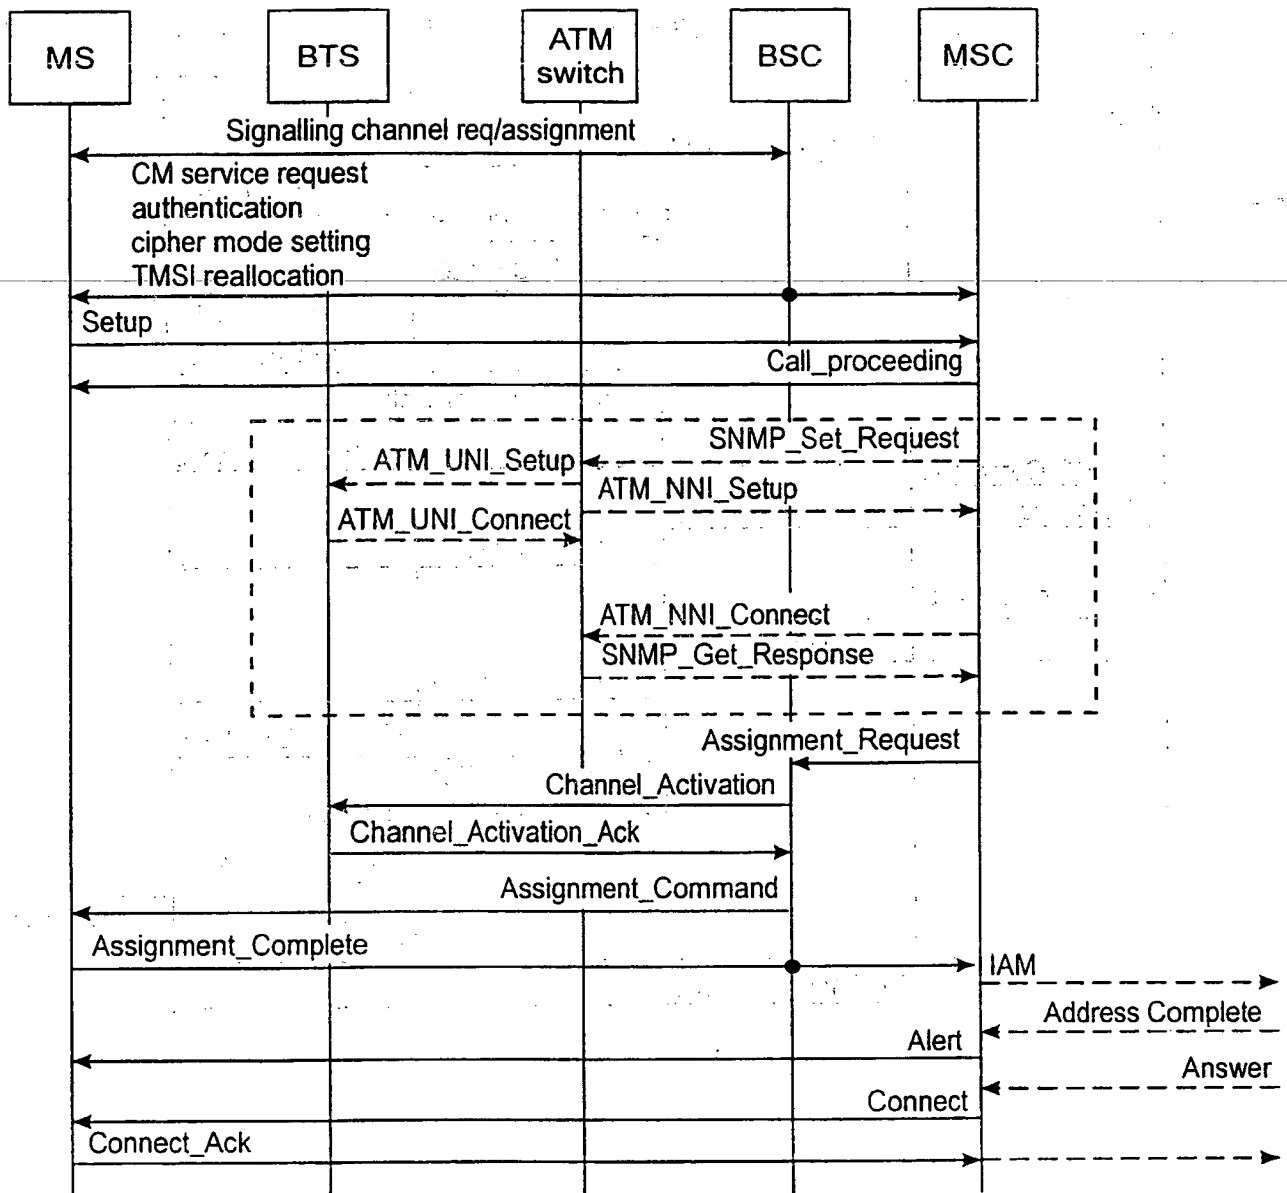 MS
BTS
ATM
switch
BSC
MSC
Signalling channel req/assignment
CM service request
authentication
cipher mode setting
TMSI reallocation
Setup
Call_proceeding
SNMP_Set_Request
ATM_UNI_Setup
ATM_NNI_Setup
ATM_UNI_Connect
ATM_NNI_Connect
SNMP_Get_Response
Assignment_Request
Channel_Activation
Channel_Activation_Ack
Assignment_Command
Assignment_Complete
IAM
Address Complete
Alert
Answer
Connect
Connect_Ack